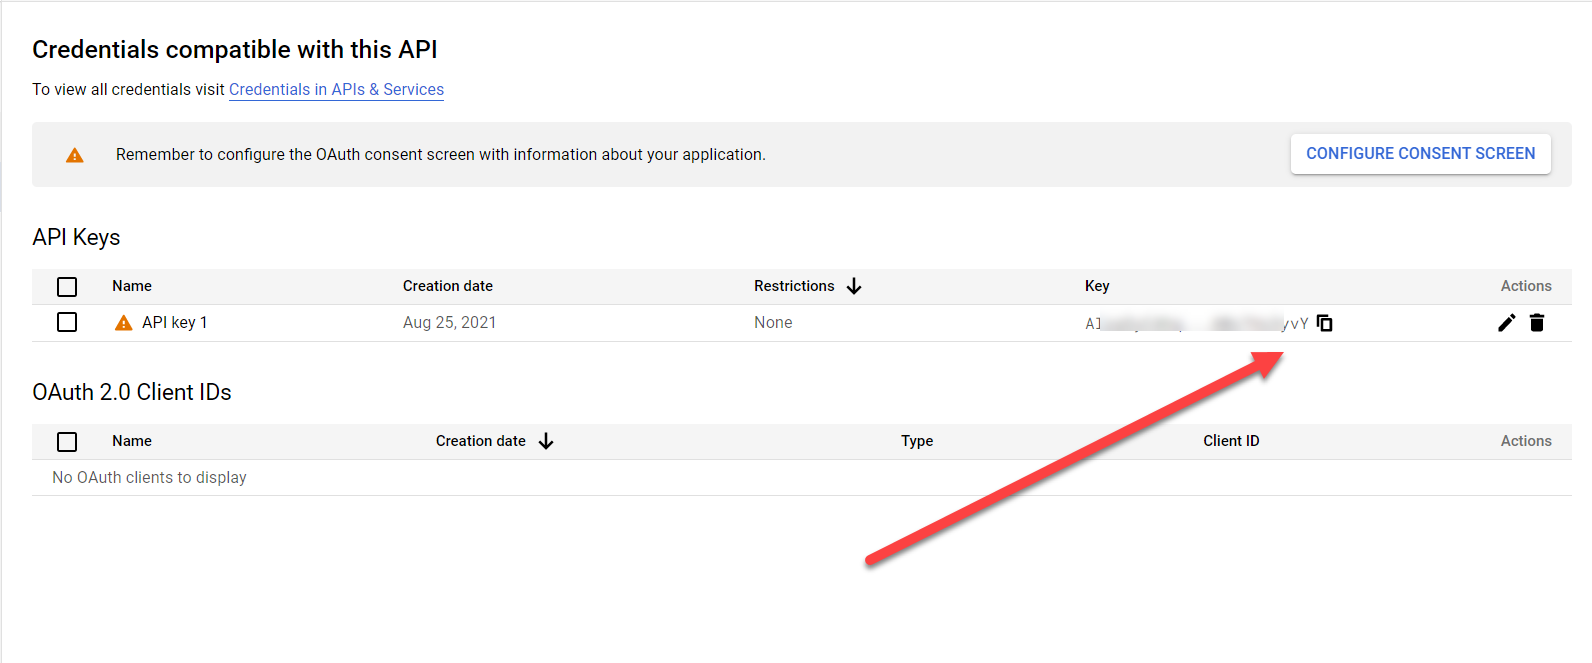 Credentials compatible with this API
To view all credentials visit Credentials in APIs & Services
Remember to configure the OAuth consent screen with information about your application.
CONFIGURE CONSENT SCREEN
API Keys
Name Creation date Restrictions Key Actions
API key 1 Aug 25, 2021 None
OAuth 2.0 Client IDs
Name Creation date Type Client ID Actions
No OAuth clients to display